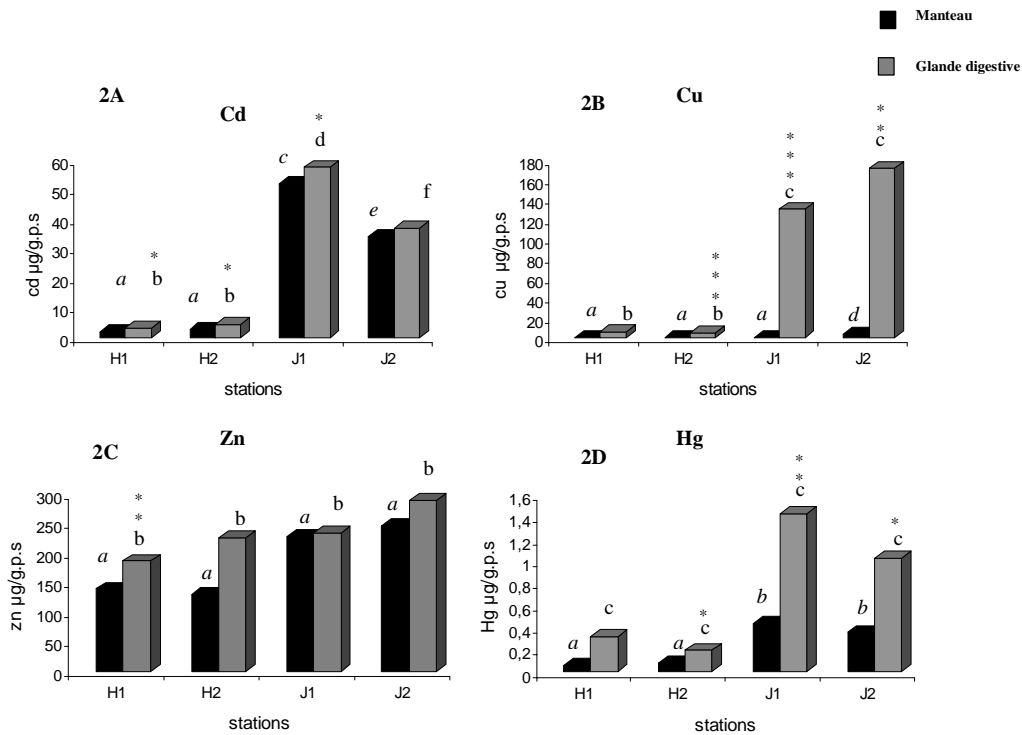 Manteau
Glande digestive
2A
Cd
cd µg/g.p.s
60
50
40
30
20
10
0
a
*
b
a
*
b
c
*
d
e
f
H1 H2 J1 J2
stations
2B
Cu
cu µg/g.p.s
180
160
140
120
100
80
60
40
20
0
a
b
a
*
*
*
b
a
*
*
*
c
d
*
*
c
H1 H2 J1 J2
stations
2C
Zn
zn µg/g.p.s
300
250
200
150
100
50
0
a
*
*
b
a
b
a
b
a
b
H1 H2 J1 J2
stations
2D
Hg
Hg µg/g.p.s
1,6
1,4
1,2
1
0,8
0,6
0,4
0,2
0
a
c
a
*
c
b
*
*
c
b
*
c
H1 H2 J1 J2
stations